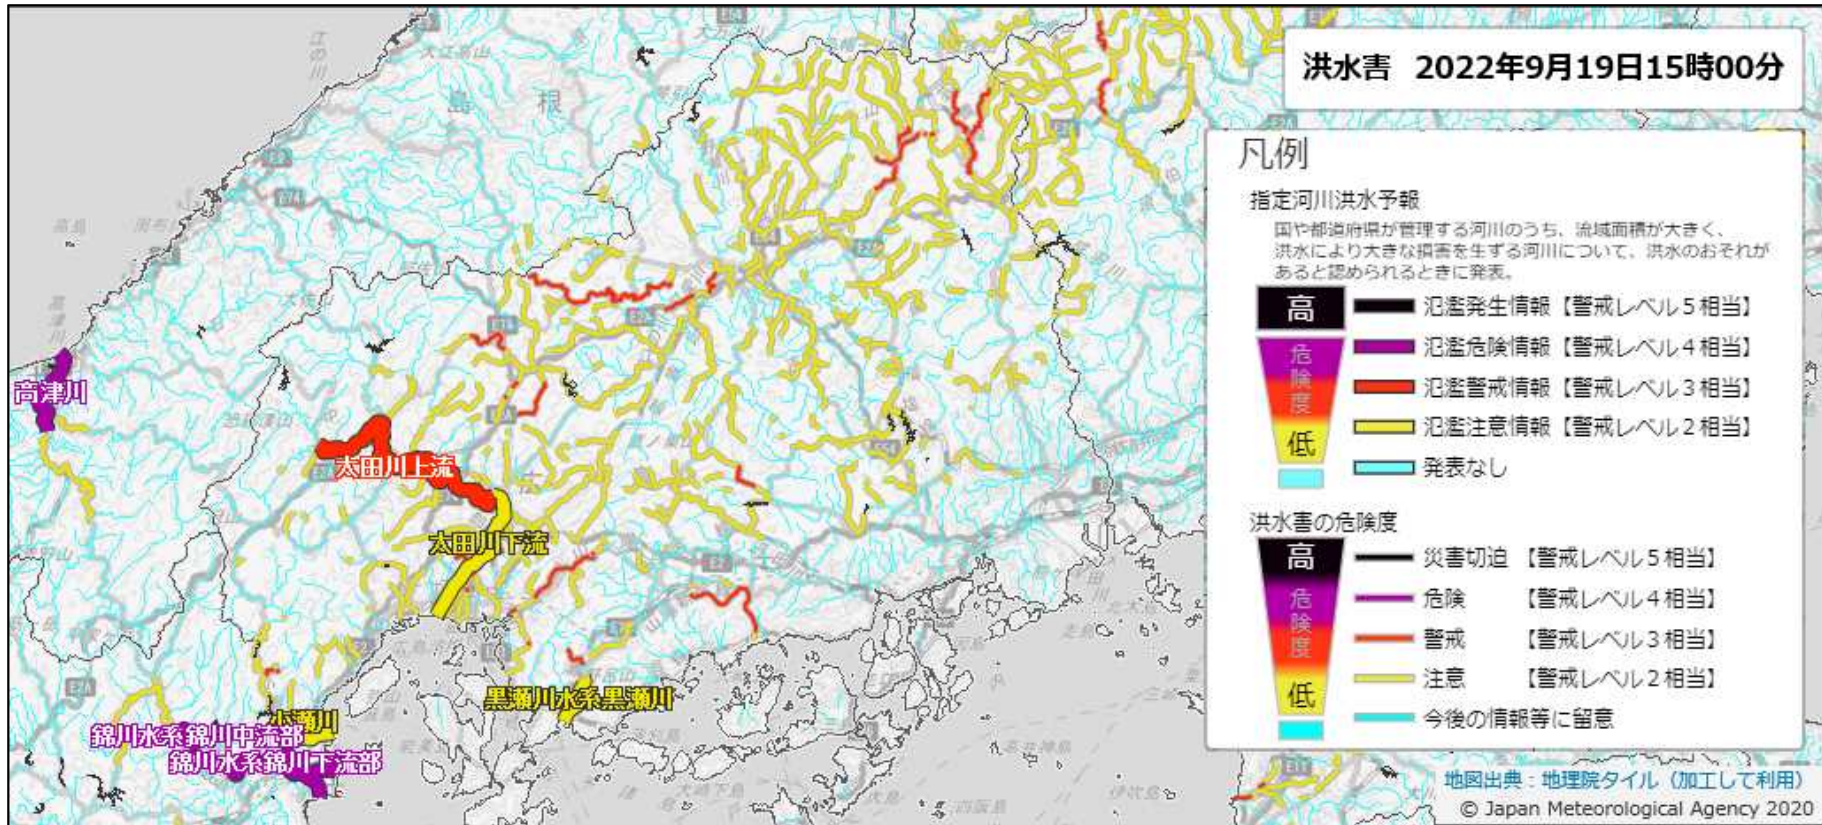 洪水害 2022年9月19日15時00分
凡例
指定河川洪水予報
国や都道府県が管理する河川のうち、流域面積が大きく、
洪水により大きな損害を生ずる河川について、洪水のおそれが
あると認められるときに発表。
高
危険度
低
氾濫発生情報【警戒レベル5相当】
氾濫危険情報【警戒レベル4相当】
氾濫警戒情報【警戒レベル3相当】
氾濫注意情報【警戒レベル2相当】
発表なし
洪水害の危険度
高
危険度
低
災害切迫 【警戒レベル5相当】
危険 【警戒レベル4相当】
警戒 【警戒レベル3相当】
注意 【警戒レベル2相当】
今後の情報等に留意
島根
高津川
太田川上流
太田川下流
黒瀬川水系黒瀬川
小瀬川
錦川水系錦川中流部
錦川水系錦川下流部
地図出典：地理院タイル（加工して利用）
© Japan Meteorological Agency 2020